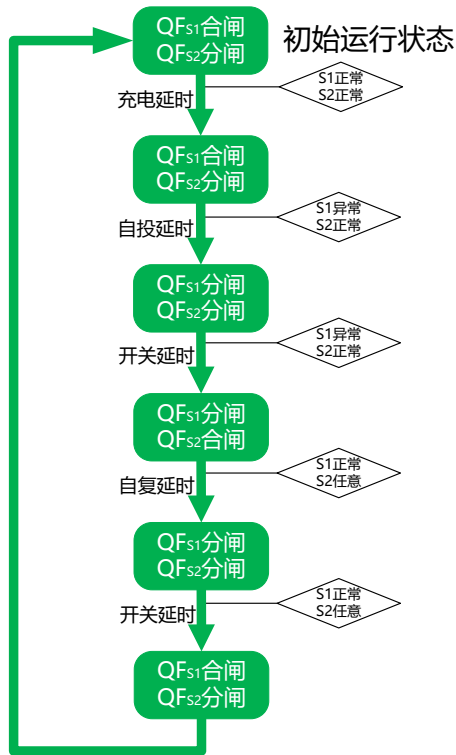 QFS1合闸
QFS2分闸
初始运行状态
S1正常
S2正常
充电延时
QFS1合闸
QFS2分闸
S1异常
S2正常
自投延时
QFS1分闸
QFS2分闸
S1异常
S2正常
开关延时
QFS1分闸
QFS2合闸
S1正常
S2任意
自复延时
QFS1分闸
QFS2分闸
S1正常
S2任意
开关延时
QFS1合闸
QFS2分闸